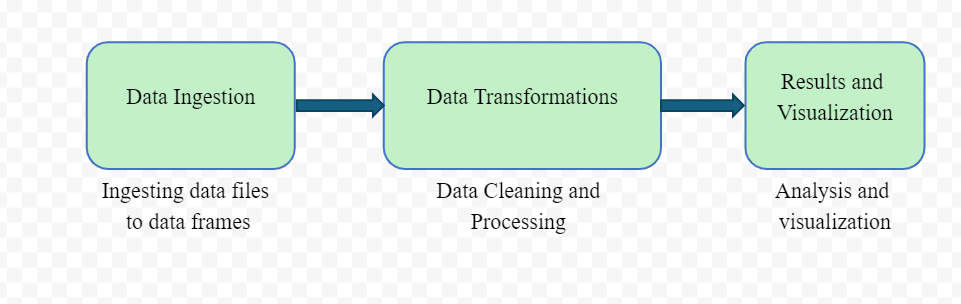 Data Ingestion
Data Transformations
Results and
Visualization
Ingesting data files
to data frames
Data Cleaning and
Processing
Analysis and
visualization